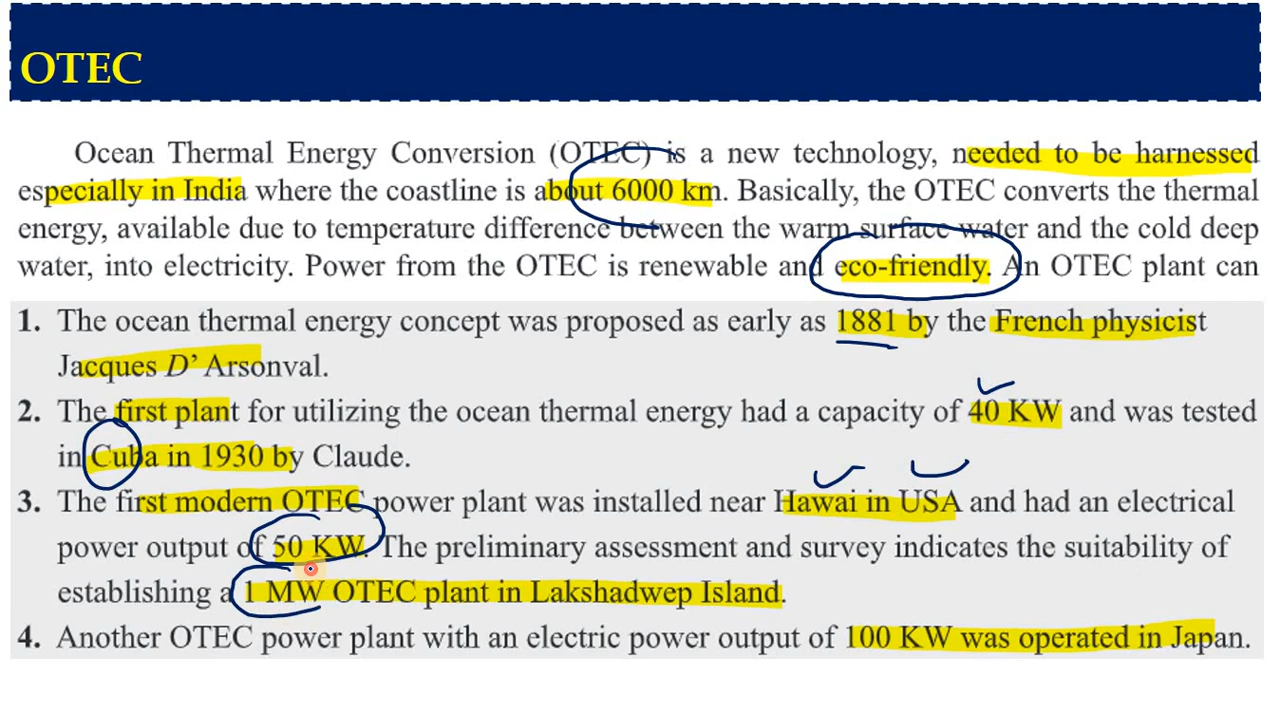 OTEC
Ocean Thermal Energy Conversion (OTEC) is a new technology, needed to be harnessed
especially in India where the coastline is about 6000 km. Basically, the OTEC converts the thermal
energy, available due to temperature difference between the warm surface water and the cold deep
water, into electricity. Power from the OTEC is renewable and eco-friendly. An OTEC plant can
1. The ocean thermal energy concept was proposed as early as 1881 by the French physicist
Jacques D’ Arsonval.
2. The first plant for utilizing the ocean thermal energy had a capacity of 40 KW and was tested
in Cuba in 1930 by Claude.
3. The first modern OTEC power plant was installed near Hawai in USA and had an electrical
power output of 50 KW. The preliminary assessment and survey indicates the suitability of
establishing a 1 MW OTEC plant in Lakshadwep Island.
4. Another OTEC power plant with an electric power output of 100 KW was operated in Japan.